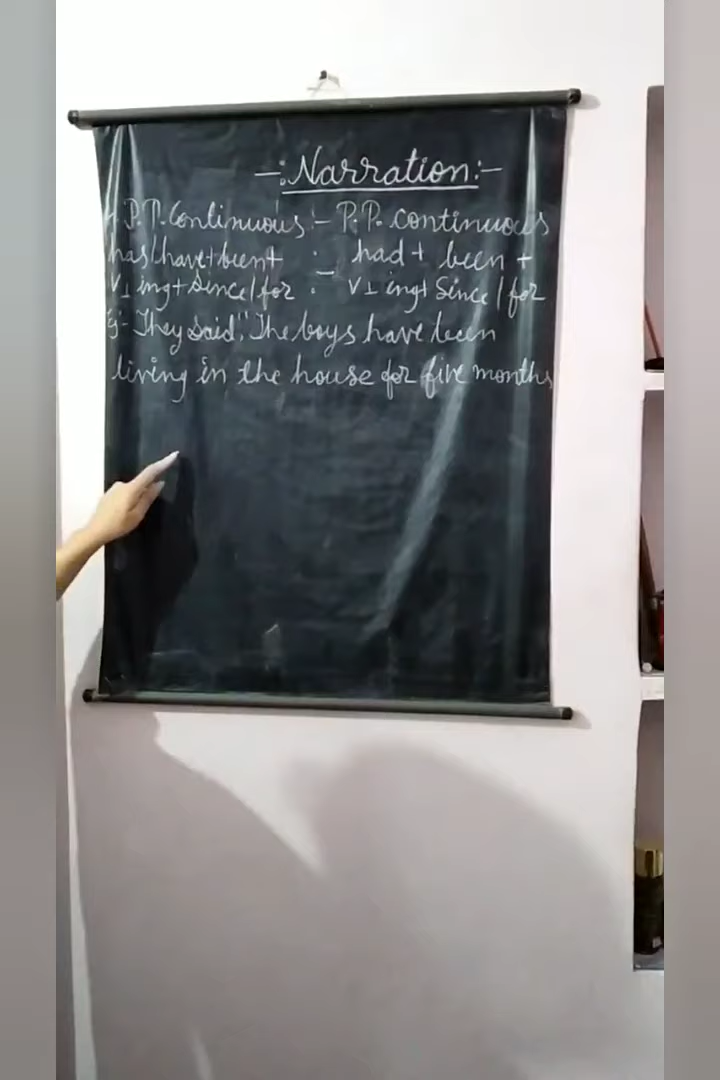 -: Narration :-
4. P.P. Continuous :- P.P. continuous
has/have+been+ : had + been +
V1 ing+Since/for :- V1 ing+ Since/for
Eg:- They said, "The boys have been
living in the house for five months